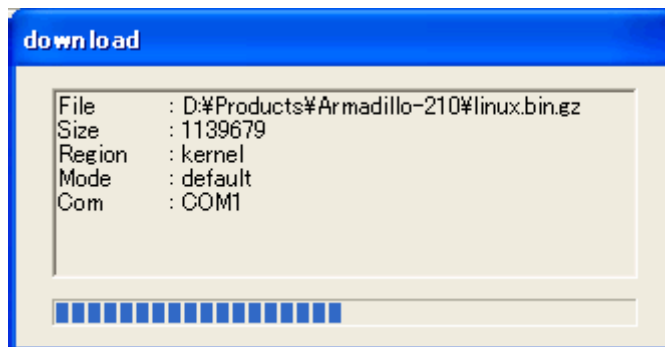 download
File : D:¥Products¥Armadillo-210¥linux.bin.gz
Size : 1139679
Region : kernel
Mode : default
Com : COM1